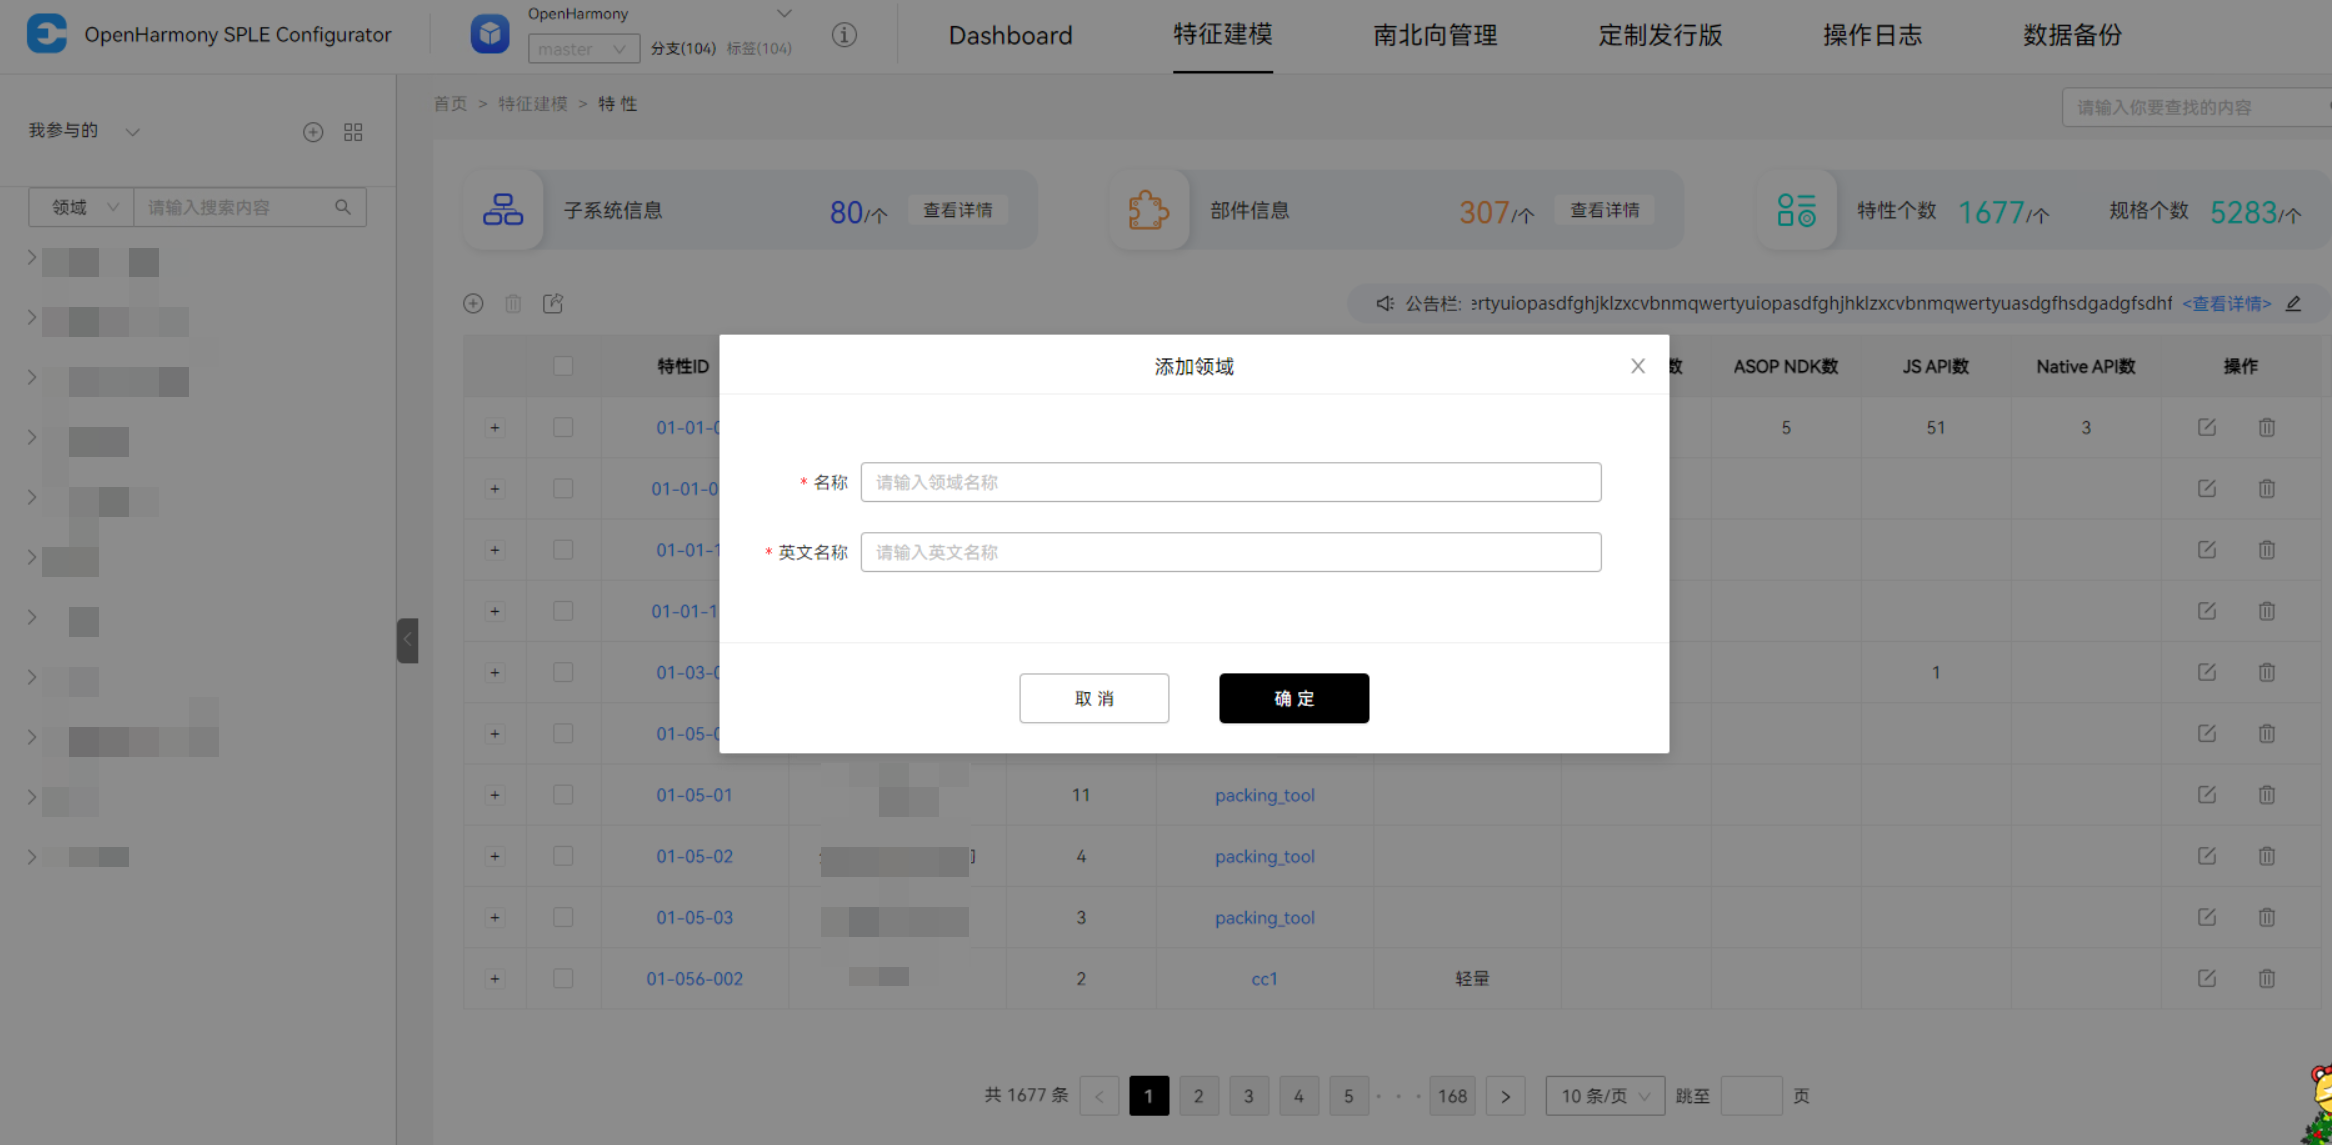 OpenHarmony SPLE Configurator
OpenHarmony
master
分支(104) 标签(104)
Dashboard
特征建模
南北向管理
定制发行版
操作日志
数据备份
我参与的
首页 > 特征建模 > 特 性
请输入你要查找的内容
领域
请输入搜索内容
子系统信息
80/个
查看详情
部件信息
307/个
查看详情
特性个数
1677/个
规格个数
5283/个
公告栏: ertyuiopasdfghjklzxcvbnmqwertyuiopasdfghjhklzxcvbnmqwertyuasdgfhsdgadgfsdhf <查看详情>
特性ID
数
ASOP NDK数
JS API数
Native API数
操作
添加领域
* 名称
请输入领域名称
* 英文名称
请输入英文名称
取 消
确 定
+ 01-01-0 5 51 3
+ 01-01-0
+ 01-01-1
+ 01-01-1
+ 01-03-0 1
+ 01-05-0
+ 01-05-01 11 packing_tool
+ 01-05-02 4 packing_tool
+ 01-05-03 3 packing_tool
+ 01-056-002 2 cc1 轻量
共 1677 条 < 1 2 3 4 5 ··· 168 > 10 条/页 跳至 页